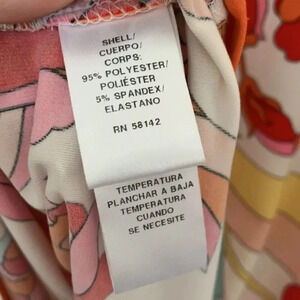 SHELL/
CUERPO/
CORPS:
95% POLYESTER/
POLIÉSTER
5% SPANDEX/
ELASTANO
RN 58142
TEMPERATURA
PLANCHAR A BAJA
TEMPERATURA
CUANDO
SE NECESITE